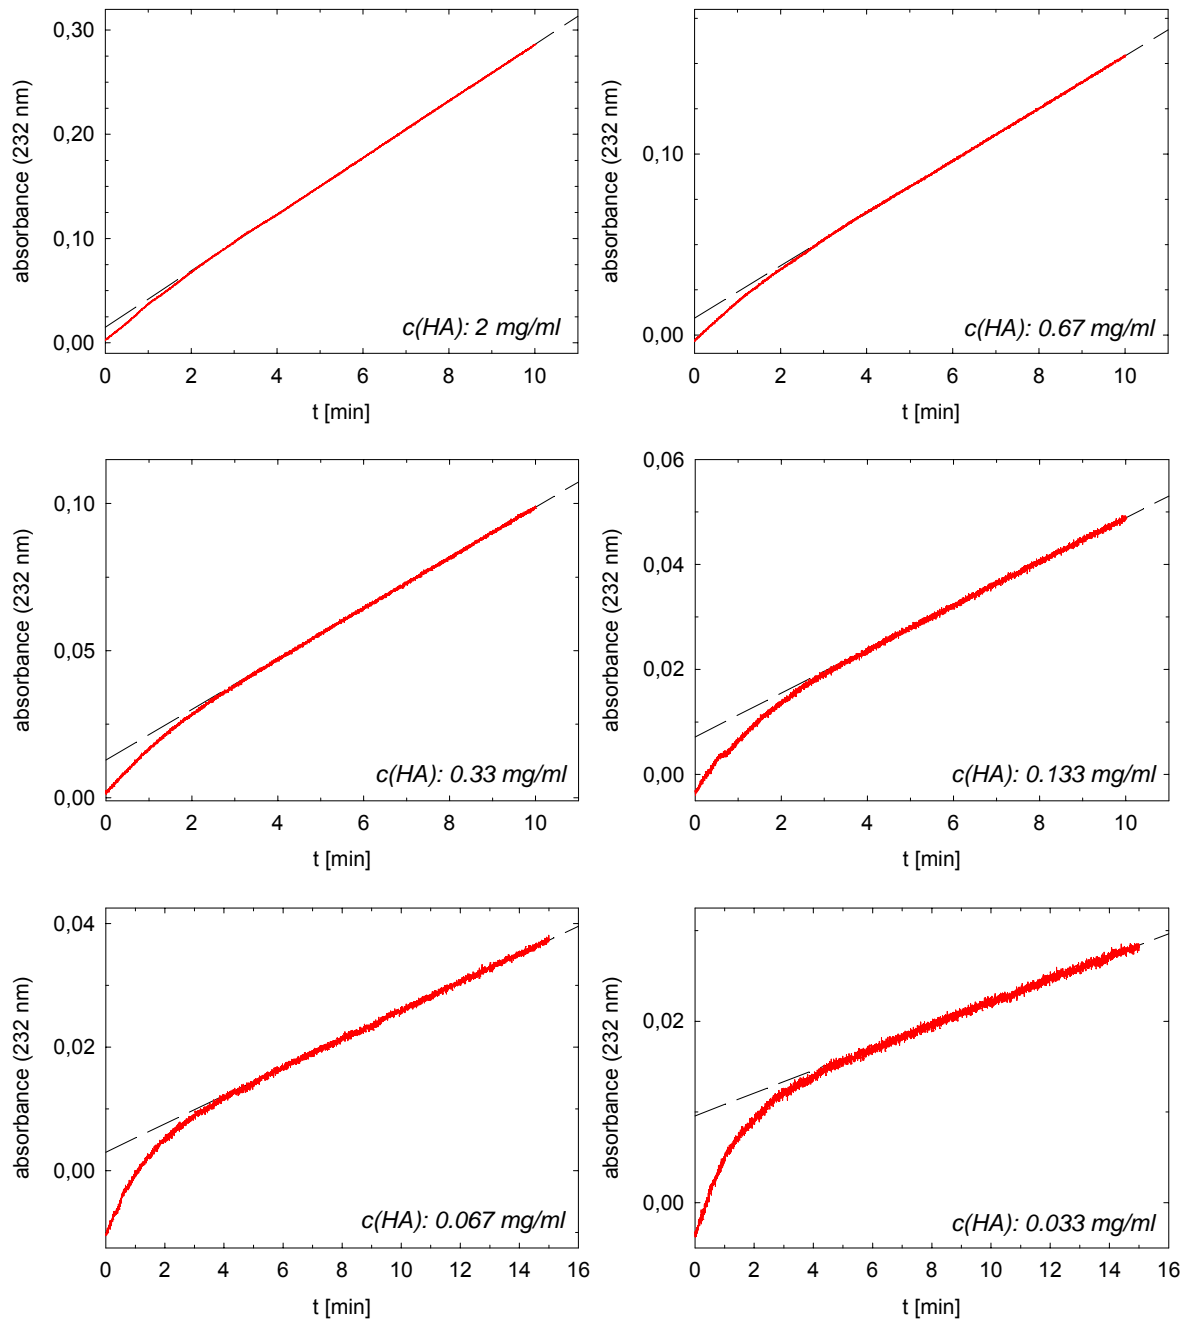 absorbance (232 nm)
0,30
0,20
0,10
0,00
c(HA): 2 mg/ml
0 2 4 6 8 10
t [min]
absorbance (232 nm)
0,10
0,00
c(HA): 0.67 mg/ml
0 2 4 6 8 10
t [min]
absorbance (232 nm)
0,10
0,05
0,00
c(HA): 0.33 mg/ml
0 2 4 6 8 10
t [min]
absorbance (232 nm)
0,06
0,04
0,02
0,00
c(HA): 0.133 mg/ml
0 2 4 6 8 10
t [min]
absorbance (232 nm)
0,04
0,02
0,00
c(HA): 0.067 mg/ml
0 2 4 6 8 10 12 14 16
t [min]
absorbance (232 nm)
0,02
0,00
c(HA): 0.033 mg/ml
0 2 4 6 8 10 12 14 16
t [min]